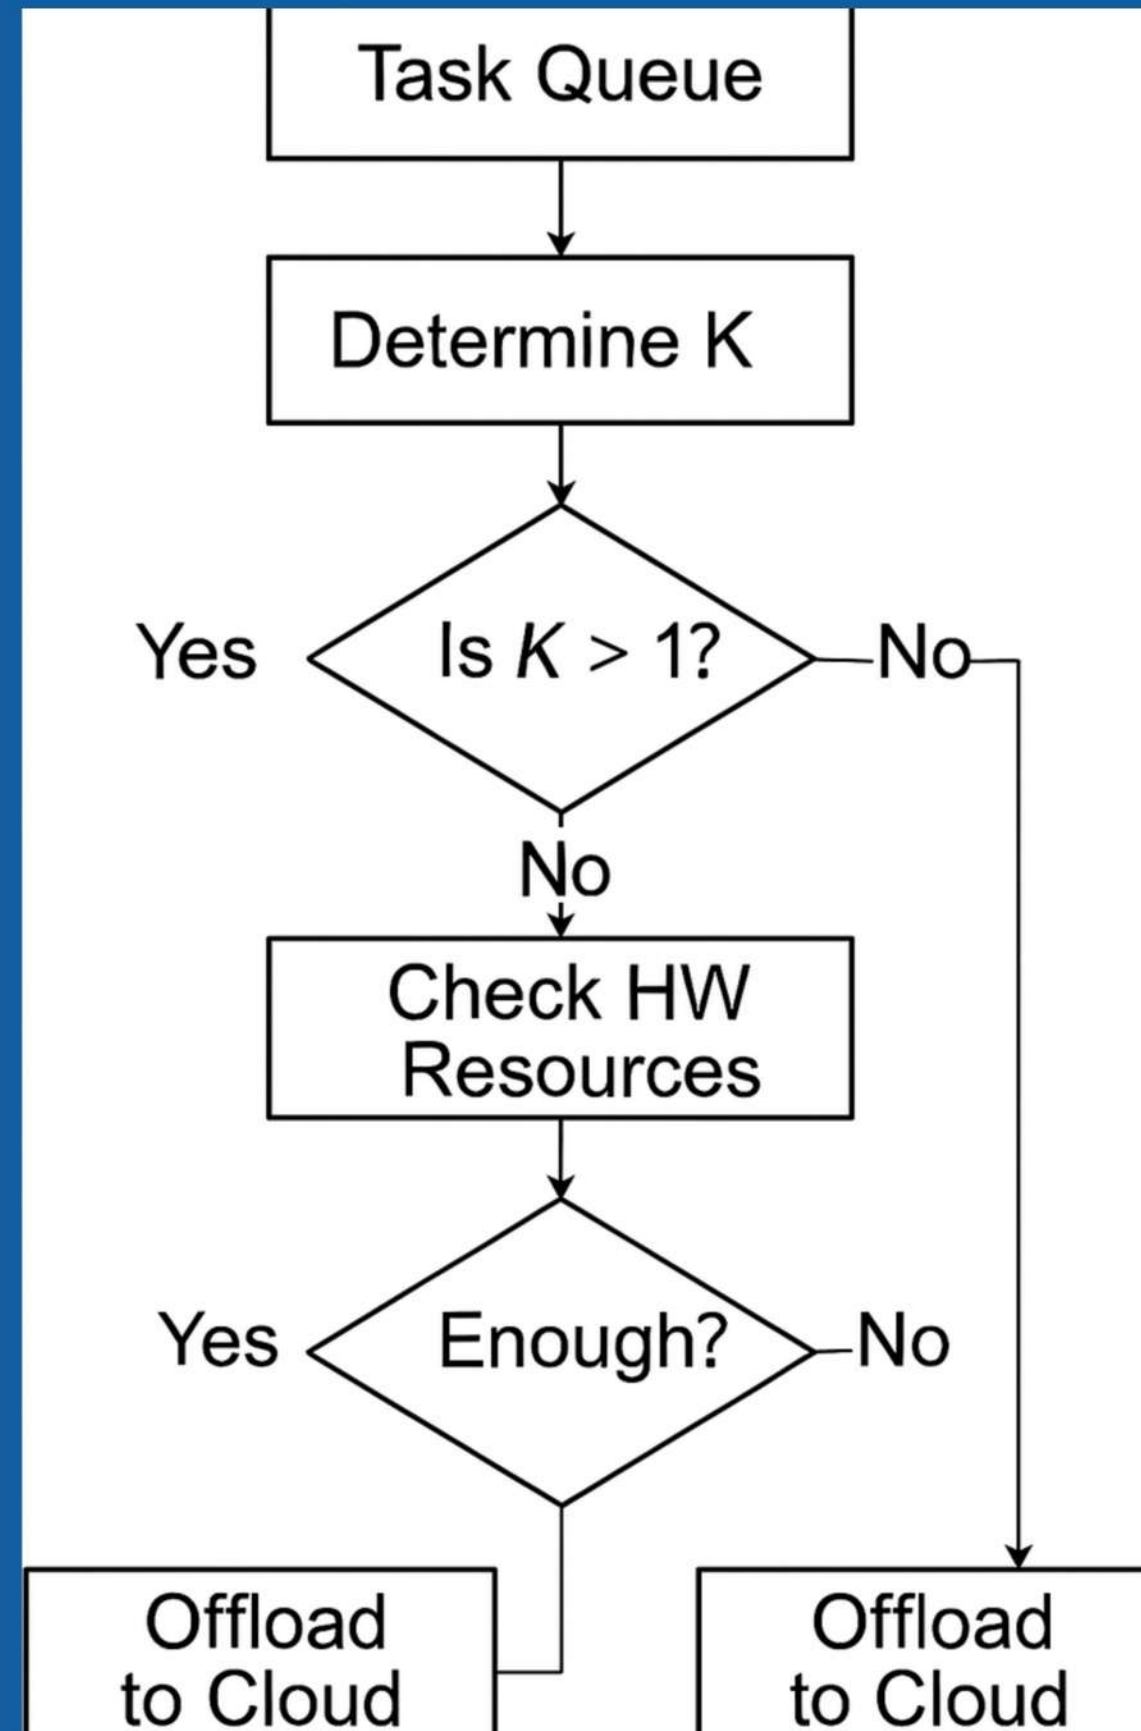 Task Queue
Determine K
Yes
Is K > 1?
No
No
Check HW
Resources
Yes
Enough?
No
Offload
to Cloud
Offload
to Cloud